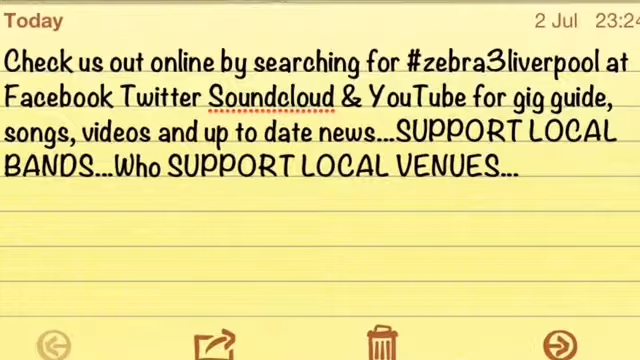 Today 2 Jul 23:24
Check us out online by searching for #zebra3liverpool at
Facebook Twitter Soundcloud & YouTube for gig guide,
songs, videos and up to date news...SUPPORT LOCAL
BANDS...Who SUPPORT LOCAL VENUES...